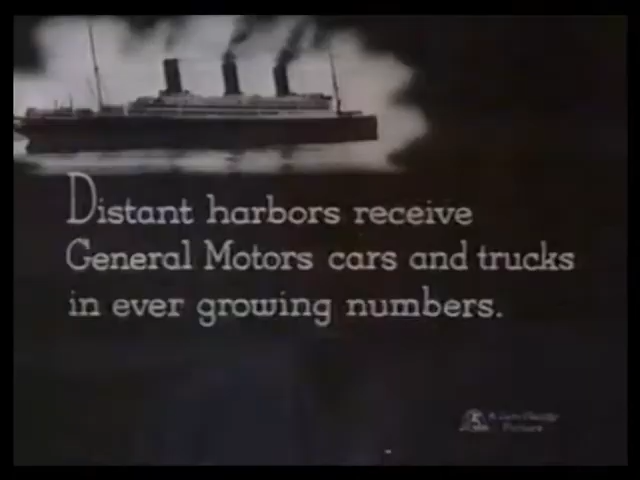 Distant harbors receive
General Motors cars and trucks
in ever growing numbers.